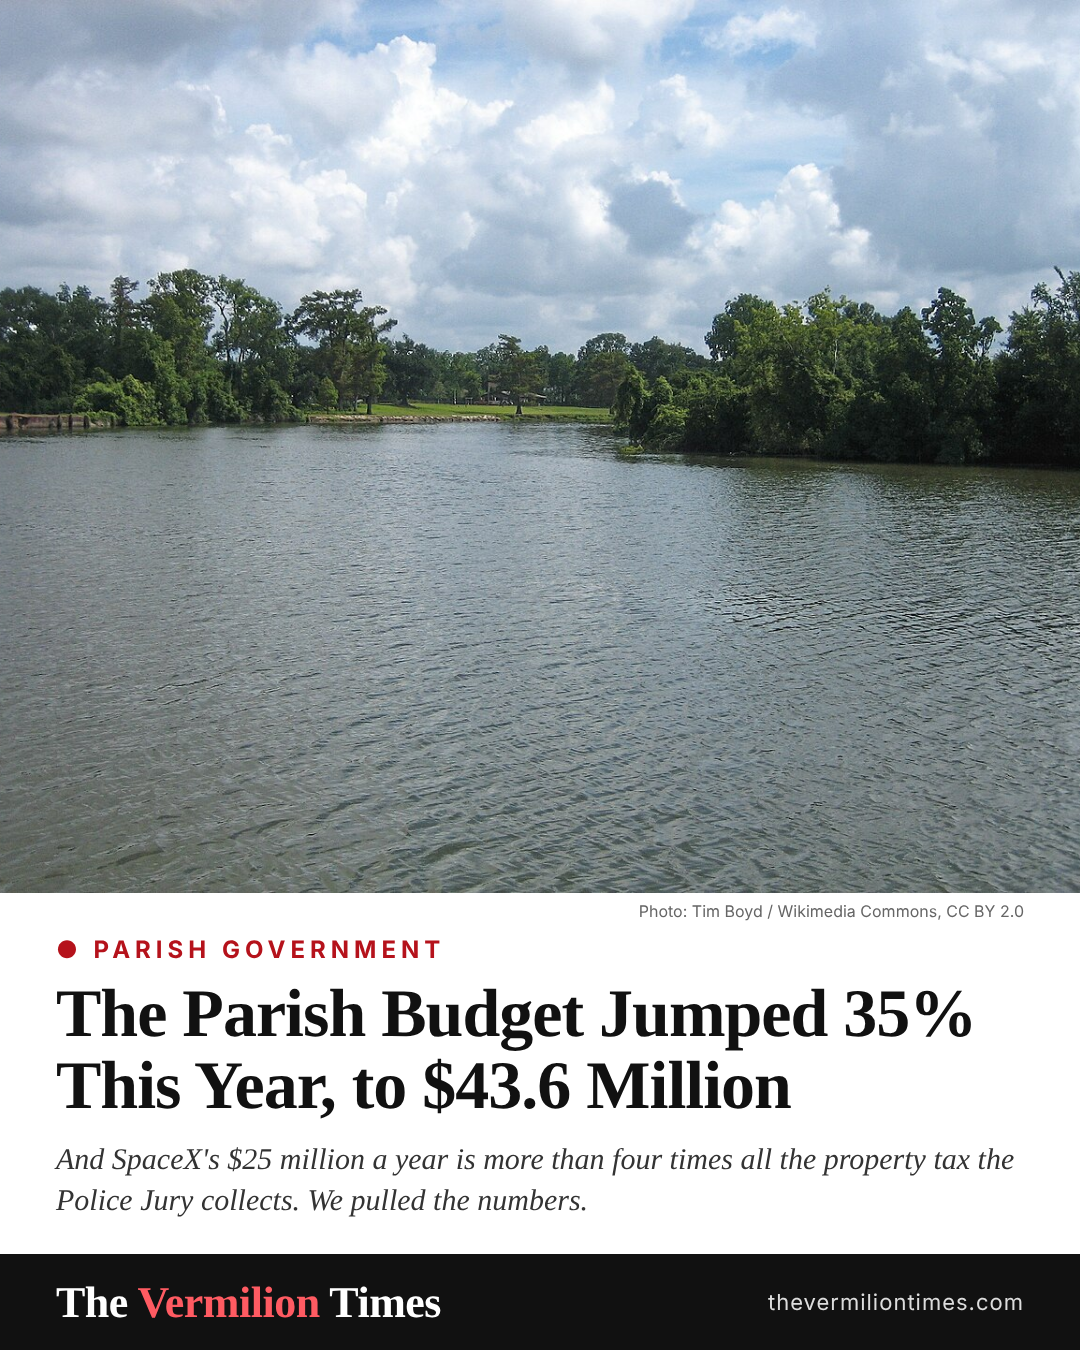 Photo: Tim Boyd / Wikimedia Commons, CC BY 2.0
PARISH GOVERNMENT
The Parish Budget Jumped 35%
This Year, to $43.6 Million
And SpaceX's $25 million a year is more than four times all the property tax the
Police Jury collects. We pulled the numbers.
The Vermilion Times
thevermiliontimes.com